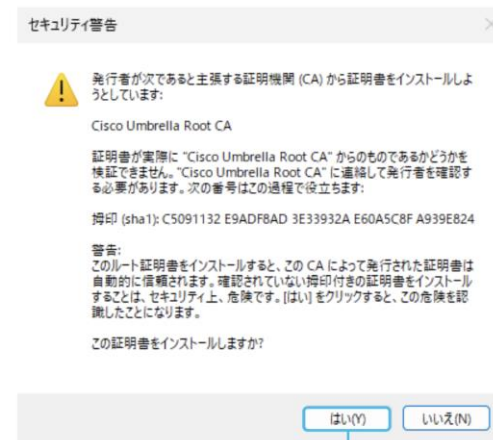 セキュリティ警告
発行者が次であると主張する証明機関 (CA) から証明書をインストールしよ
うとしています:
Cisco Umbrella Root CA
証明書が実際に "Cisco Umbrella Root CA" からのものであるかどうかを
検証できません。"Cisco Umbrella Root CA" に連絡して発行者を確認す
る必要があります。次の番号はこの過程で役立ちます:
拇印 (sha1): C5091132 E9ADF8AD 3E33932A E60A5C8F A939E824
警告:
このルート証明書をインストールすると、この CA によって発行された証明書は
自動的に信頼されます。確認されていない拇印付きの証明書をインストール
することは、セキュリティ上、危険です。[はい] をクリックすると、この危険を認
識したことになります。
この証明書をインストールしますか?
はい(Y)
いいえ(N)